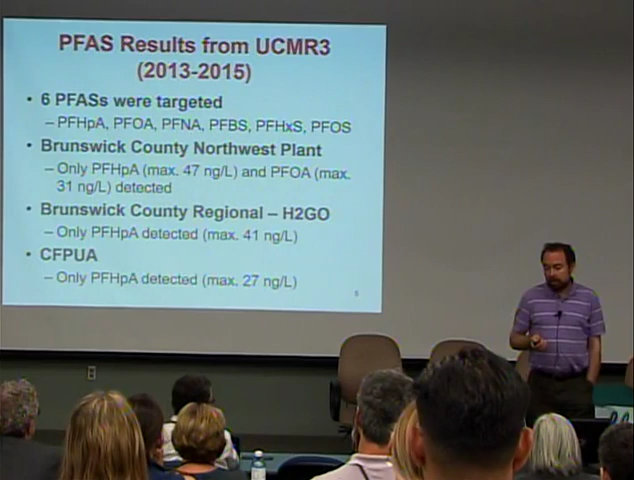 PFAS Results from UCMR3
(2013-2015)
• 6 PFASs were targeted
– PFHpA, PFOA, PFNA, PFBS, PFHxS, PFOS
• Brunswick County Northwest Plant
– Only PFHpA (max. 47 ng/L) and PFOA (max.
31 ng/L) detected
• Brunswick County Regional – H2GO
– Only PFHpA detected (max. 41 ng/L)
• CFPUA
– Only PFHpA detected (max. 27 ng/L)
5